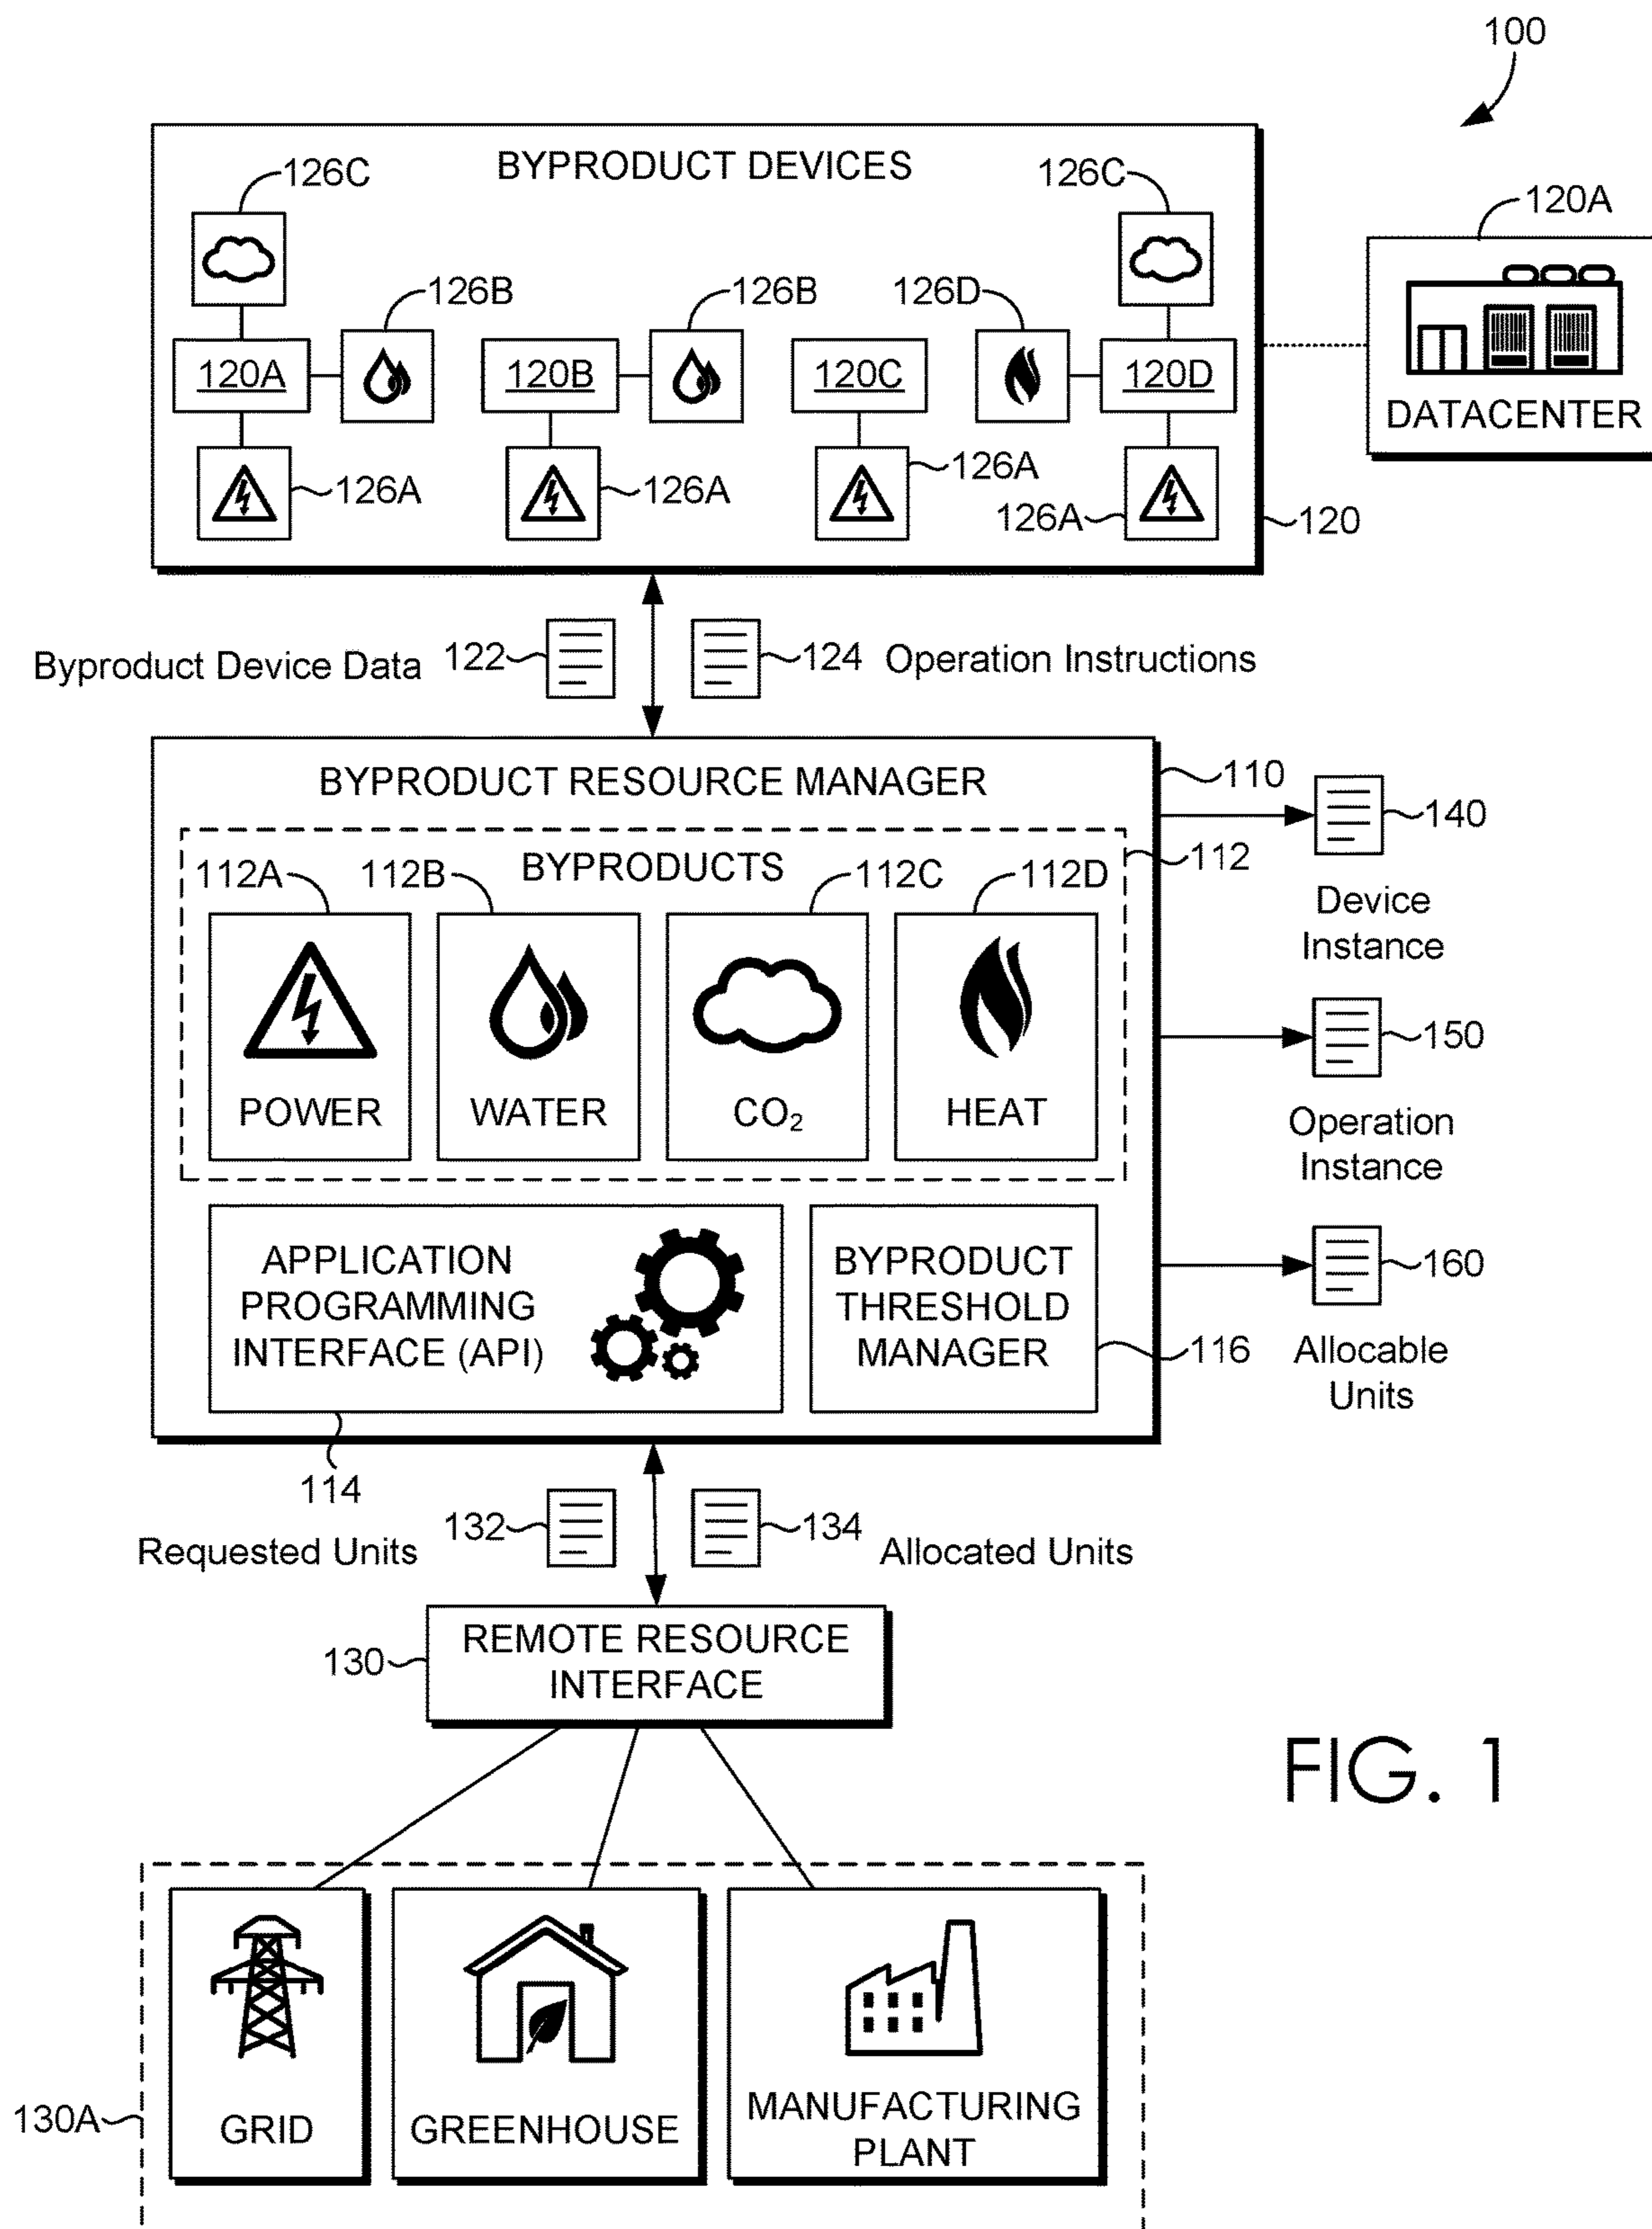 100
BYPRODUCT DEVICES
126C
126C
120A
126B
126B
126D
120A
120B
120C
120D
DATACENTER
126A
126A
126A
126A
120
Byproduct Device Data
122
124
Operation Instructions
BYPRODUCT RESOURCE MANAGER
110
140
BYPRODUCTS
112
112A
112B
112C
112D
Device
Instance
POWER
WATER
CO₂
HEAT
150
Operation
Instance
APPLICATION
PROGRAMMING
INTERFACE (API)
BYPRODUCT
THRESHOLD
MANAGER
160
116
Allocable
Units
114
Requested Units
132
134
Allocated Units
130
REMOTE RESOURCE
INTERFACE
FIG. 1
130A
GRID
GREENHOUSE
MANUFACTURING
PLANT